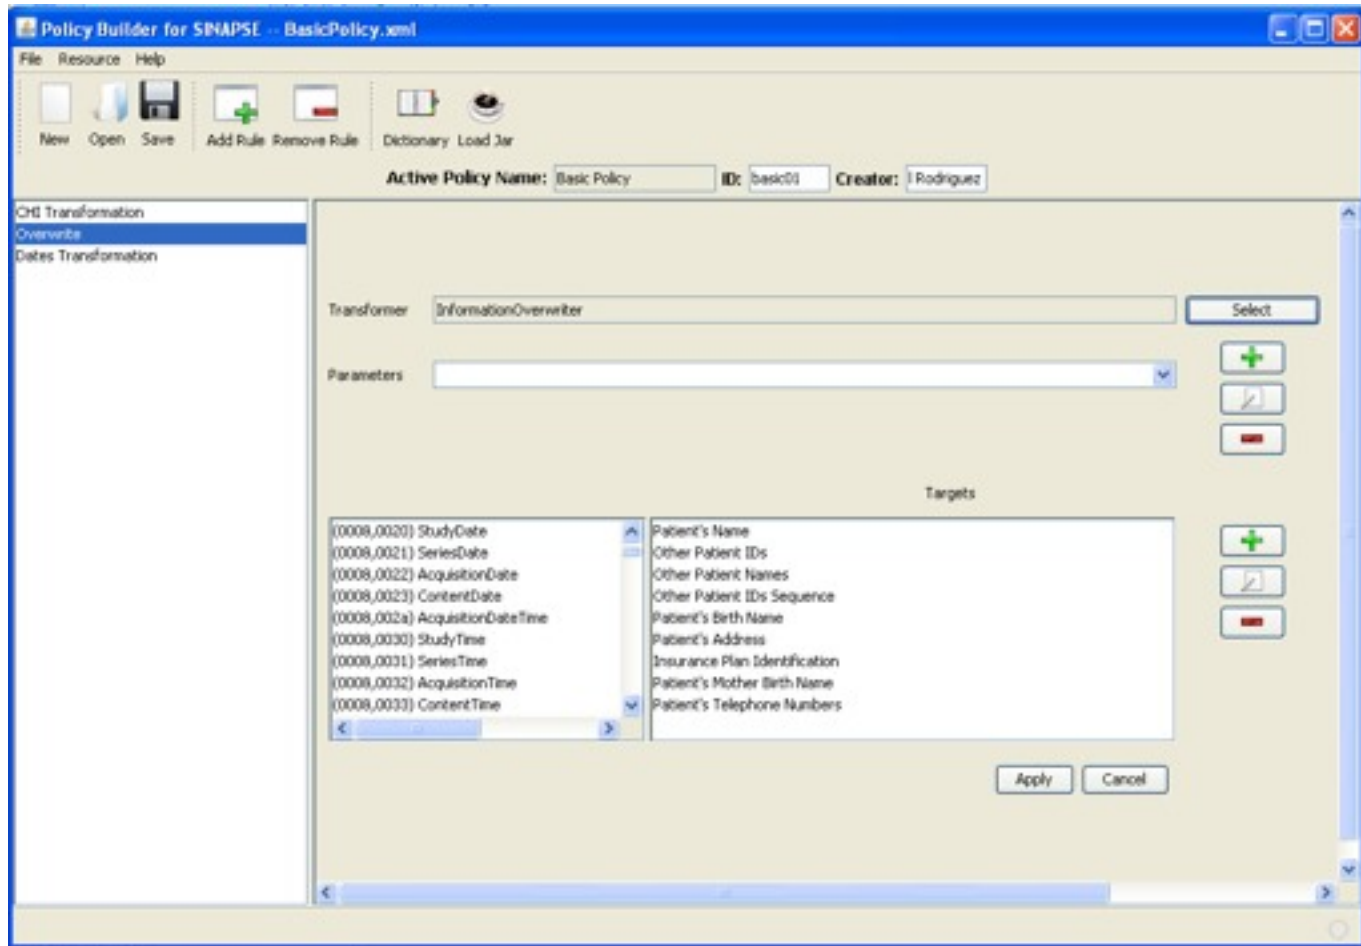 Policy Builder for SINAPSE -- BasicPolicy.xml
File Resource Help
New Open Save Add Rule Remove Rule Dictionary Load Jar
Active Policy Name: Basic Policy ID: basic01 Creator: l Rodriguez
CHI Transformation
Overwrite
Dates Transformation
Transformer InformationOverwriter Select
Parameters
Targets
(0008,0020) StudyDate
(0008,0021) SeriesDate
(0008,0022) AcquisitionDate
(0008,0023) ContentDate
(0008,002a) AcquisitionDateTime
(0008,0030) StudyTime
(0008,0031) SeriesTime
(0008,0032) AcquisitionTime
(0008,0033) ContentTime
Patient's Name
Other Patient IDs
Other Patient Names
Other Patient IDs Sequence
Patient's Birth Name
Patient's Address
Insurance Plan Identification
Patient's Mother Birth Name
Patient's Telephone Numbers
Apply Cancel